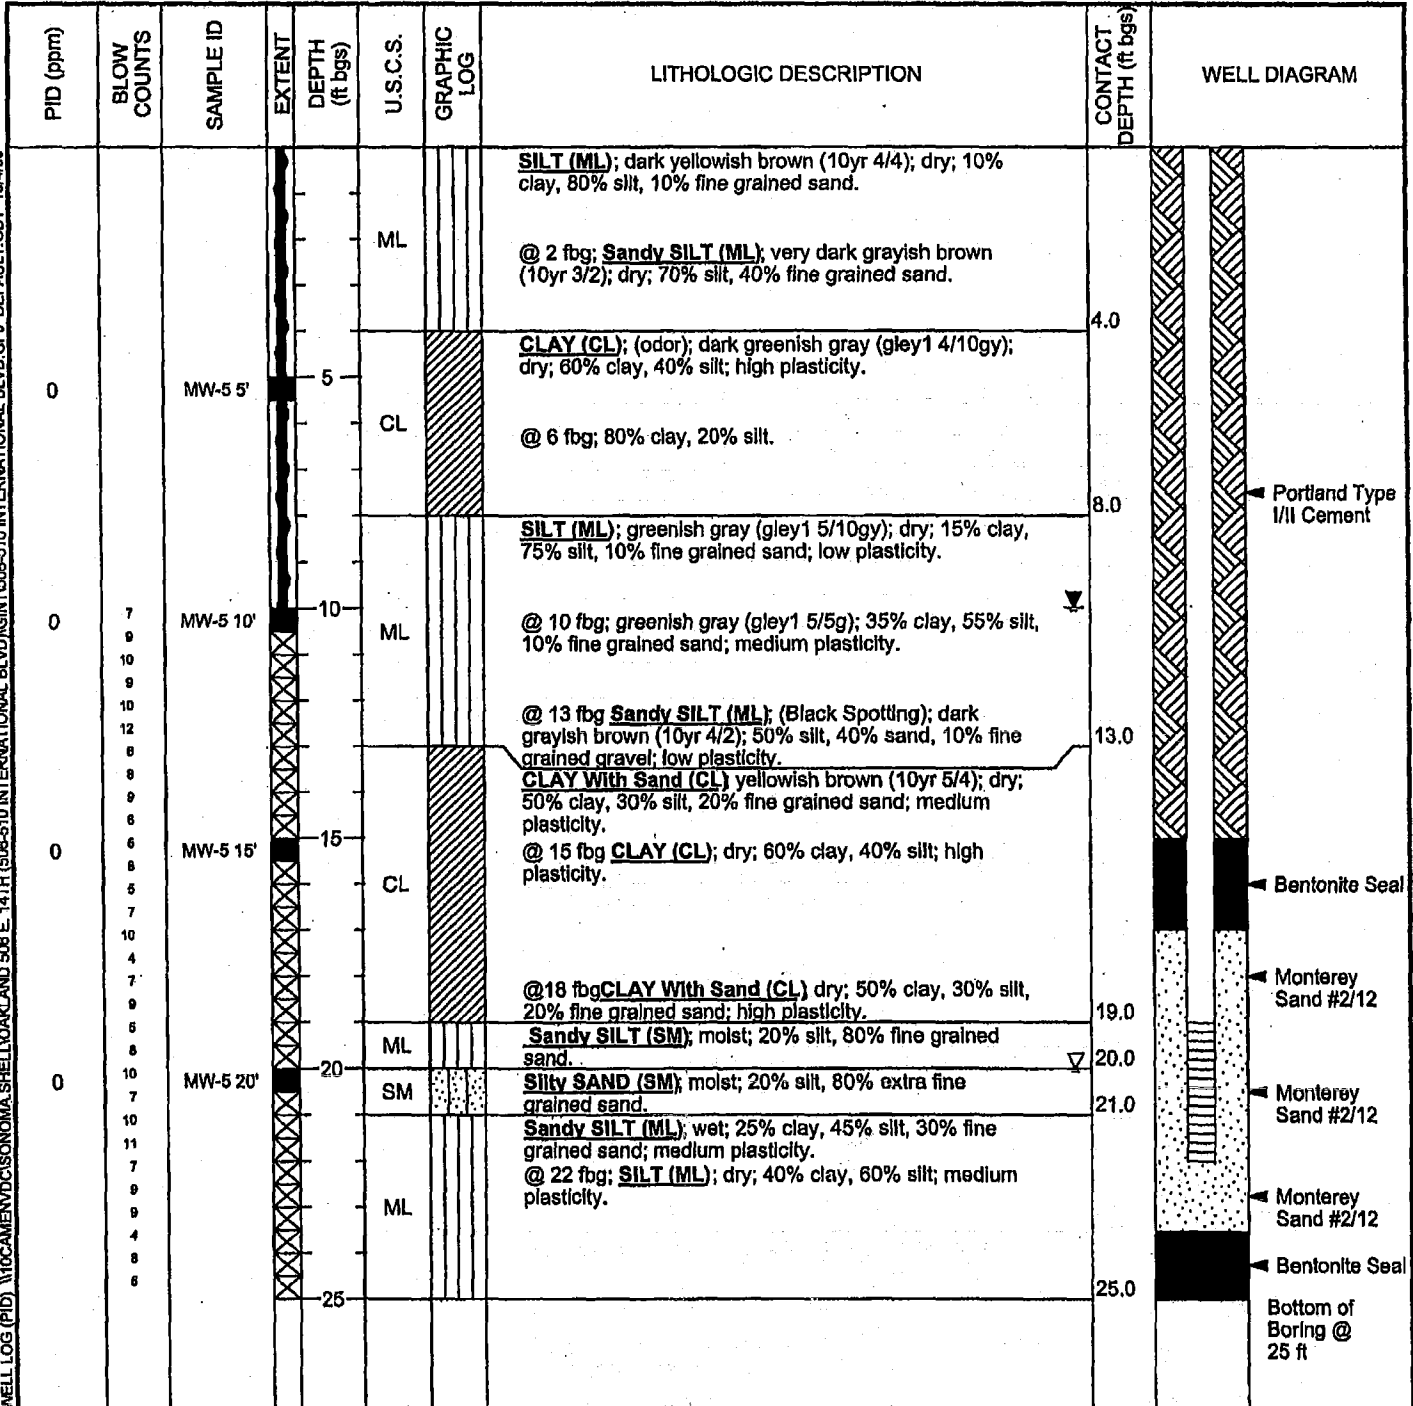 PID (ppm)
BLOW
COUNTS
SAMPLE ID
EXTENT
DEPTH
(ft bgs)
U.S.C.S.
GRAPHIC
LOG
LITHOLOGIC DESCRIPTION
CONTACT
DEPTH (ft bgs)
WELL DIAGRAM
SILT (ML); dark yellowish brown (10yr 4/4); dry; 10%
clay, 80% silt, 10% fine grained sand.
ML
@ 2 fbg; Sandy SILT (ML); very dark grayish brown
(10yr 3/2); dry; 70% silt, 40% fine grained sand.
4.0
CLAY (CL); (odor); dark greenish gray (gley1 4/10gy);
dry; 60% clay, 40% silt; high plasticity.
0
MW-5 5'
5
CL
@ 6 fbg; 80% clay, 20% silt.
Portland Type
I/II Cement
8.0
SILT (ML); greenish gray (gley1 5/10gy); dry; 15% clay,
75% silt, 10% fine grained sand; low plasticity.
0
7
MW-5 10'
10
ML
@ 10 fbg; greenish gray (gley1 5/5g); 35% clay, 55% silt,
10% fine grained sand; medium plasticity.
9
10
9
10
12
@ 13 fbg Sandy SILT (ML); (Black Spotting); dark
grayish brown (10yr 4/2); 50% silt, 40% sand, 10% fine
grained gravel; low plasticity.
13.0
CLAY With Sand (CL) yellowish brown (10yr 5/4); dry;
50% clay, 30% silt, 20% fine grained sand; medium
plasticity.
9
0
6
MW-5 15'
15
@ 15 fbg CLAY (CL); dry; 60% clay, 40% silt; high
plasticity.
CL
Bentonite Seal
5
7
10
4
7
9
Monterey
Sand #2/12
@18 fbgCLAY With Sand (CL) dry; 50% clay, 30% silt,
20% fine grained sand; high plasticity.
19.0
ML
Sandy SILT (SM); moist; 20% silt, 80% fine grained
sand.
20.0
0
10
MW-5 20'
20
SM
Silty SAND (SM); moist; 20% silt, 80% extra fine
grained sand.
21.0
Monterey
Sand #2/12
7
10
11
7
9
9
4
8
6
Sandy SILT (ML); wet; 25% clay, 45% silt, 30% fine
grained sand; medium plasticity.
@ 22 fbg; SILT (ML); dry; 40% clay, 60% silt; medium
plasticity.
ML
Monterey
Sand #2/12
Bentonite Seal
25
25.0
Bottom of
Boring @
25 ft
WELL LOG (PID)